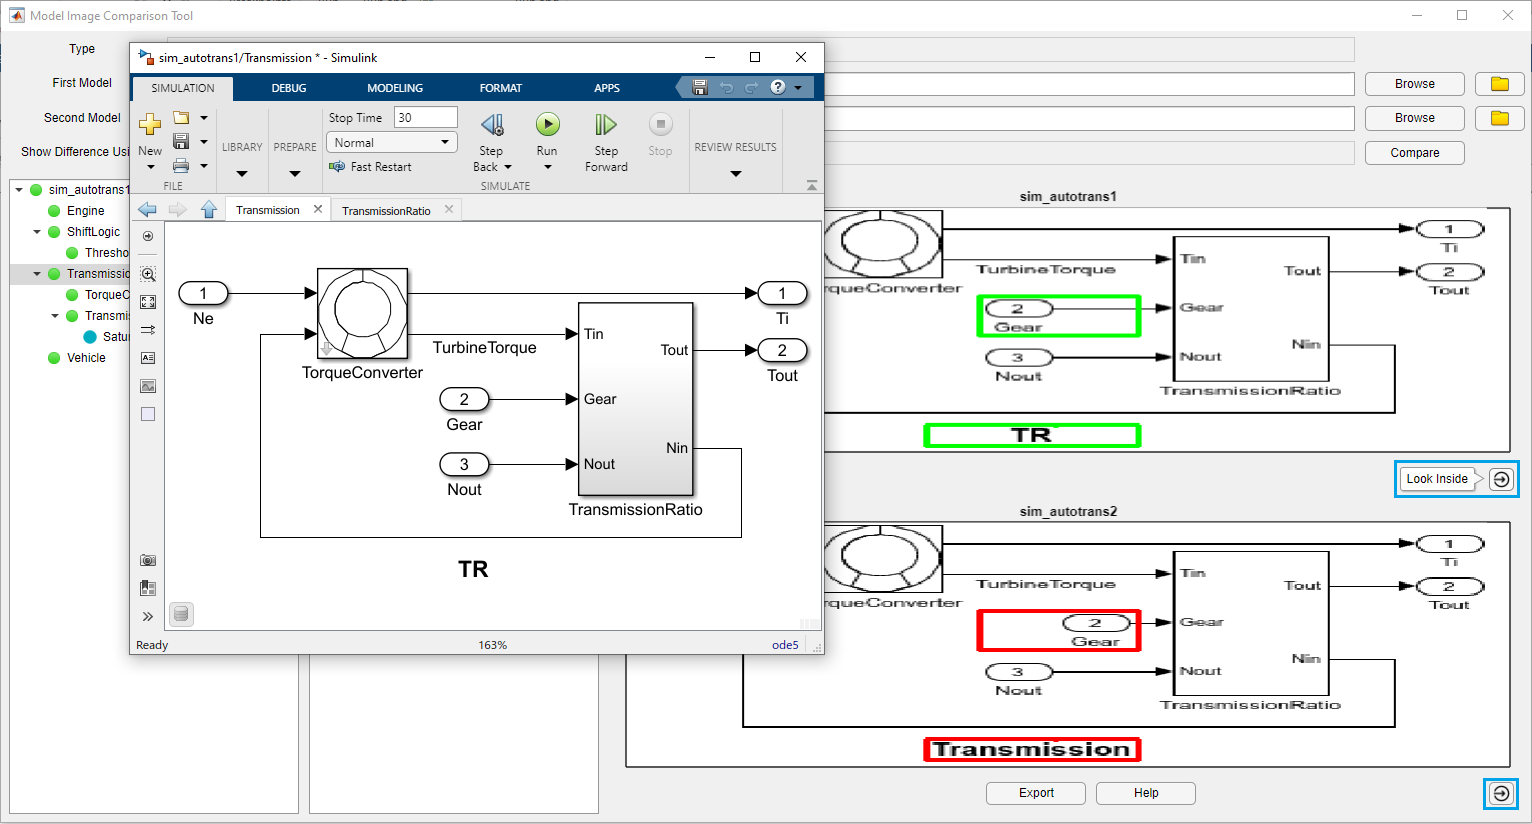 Model Image Comparison Tool
Type
First Model
Browse
Second Model
Browse
Show Difference Usi
Compare
sim_autotrans1
Engine
ShiftLogic
Thresho
Transmissio
TorqueC
Transmi
Satur
Vehicle
sim_autotrans1/Transmission * - Simulink
SIMULATION
DEBUG
MODELING
FORMAT
APPS
New
FILE
LIBRARY
PREPARE
Stop Time
30
Normal
Fast Restart
Step
Back
Run
Step
Forward
Stop
SIMULATE
REVIEW RESULTS
Transmission
TransmissionRatio
1
Ne
TorqueConverter
TurbineTorque
2
Gear
3
Nout
Tin
Gear
Nout
Tout
Nin
TransmissionRatio
1
Ti
2
Tout
TR
Ready
163%
ode5
sim_autotrans1
rqueConverter
TurbineTorque
2
Gear
3
Nout
Tin
Gear
Nout
Tout
Nin
TransmissionRatio
1
Ti
2
Tout
TR
Look Inside
sim_autotrans2
rqueConverter
TurbineTorque
2
Gear
3
Nout
Tin
Gear
Nout
Tout
Nin
TransmissionRatio
1
Ti
2
Tout
Transmission
Export
Help